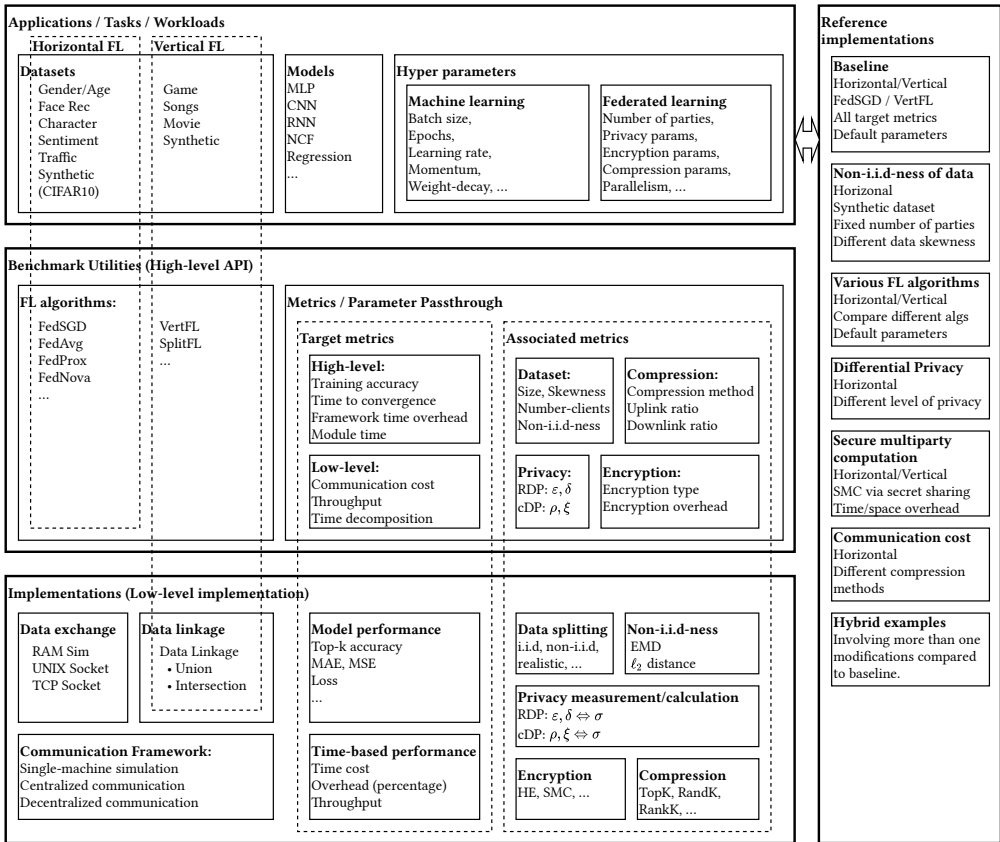 Applications / Tasks / Workloads
Horizontal FL
Vertical FL
Datasets
Gender/Age
Face Rec
Character
Sentiment
Traffic
Synthetic
(CIFAR10)
Game
Songs
Movie
Synthetic
Models
MLP
CNN
RNN
NCF
Regression
...
Hyper parameters
Machine learning
Batch size,
Epochs,
Learning rate,
Momentum,
Weight-decay, ...
Federated learning
Number of parties,
Privacy params,
Encryption params,
Compression params,
Parallelism, ...
Benchmark Utilities (High-level API)
FL algorithms:
FedSGD
FedAvg
FedProx
FedNova
...
VertFL
SplitFL
...
Metrics / Parameter Passthrough
Target metrics
High-level:
Training accuracy
Time to convergence
Framework time overhead
Module time
Low-level:
Communication cost
Throughput
Time decomposition
Associated metrics
Dataset:
Size, Skewness
Number-clients
Non-i.i.d-ness
Compression:
Compression method
Uplink ratio
Downlink ratio
Privacy:
RDP: ε, δ
cDP: ρ, ξ
Encryption:
Encryption type
Encryption overhead
Implementations (Low-level implementation)
Data exchange
RAM Sim
UNIX Socket
TCP Socket
Data linkage
Data Linkage
• Union
• Intersection
Communication Framework:
Single-machine simulation
Centralized communication
Decentralized communication
Model performance
Top-k accuracy
MAE, MSE
Loss
...
Time-based performance
Time cost
Overhead (percentage)
Throughput
Data splitting
i.i.d, non-i.i.d,
realistic, ...
Non-i.i.d-ness
EMD
ℓ₂ distance
Privacy measurement/calculation
RDP: ε, δ ⇔ σ
cDP: ρ, ξ ⇔ σ
Encryption
HE, SMC, ...
Compression
TopK, RandK,
RankK, ...
Reference
implementations
Baseline
Horizontal/Vertical
FedSGD / VertFL
All target metrics
Default parameters
Non-i.i.d-ness of data
Horizonal
Synthetic dataset
Fixed number of parties
Different data skewness
Various FL algorithms
Horizontal/Vertical
Compare different algs
Default parameters
Differential Privacy
Horizontal
Different level of privacy
Secure multiparty
computation
Horizontal/Vertical
SMC via secret sharing
Time/space overhead
Communication cost
Horizontal
Different compression
methods
Hybrid examples
Involving more than one
modifications compared
to baseline.